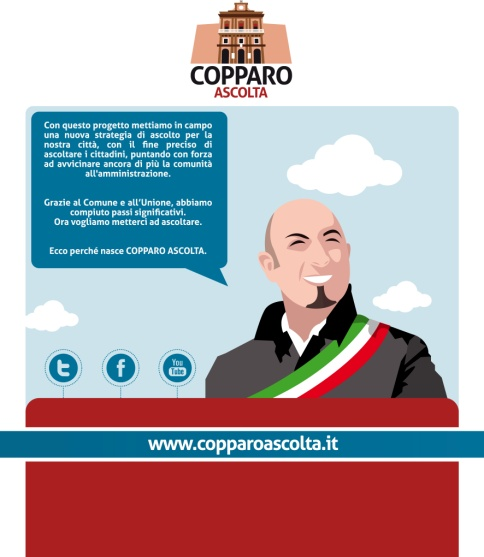 COPPARO
ASCOLTA
Con questo progetto mettiamo in campo
una nuova strategia di ascolto per la
nostra città, con il fine preciso di
ascoltare i cittadini, puntando con forza
ad avvicinare ancora di più la comunità
all'amministrazione.
Grazie al Comune e all'Unione, abbiamo
compiuto passi significativi.
Ora vogliamo metterci ad ascoltare.
Ecco perché nasce COPPARO ASCOLTA.
You
Tube
www.copparoascolta.it